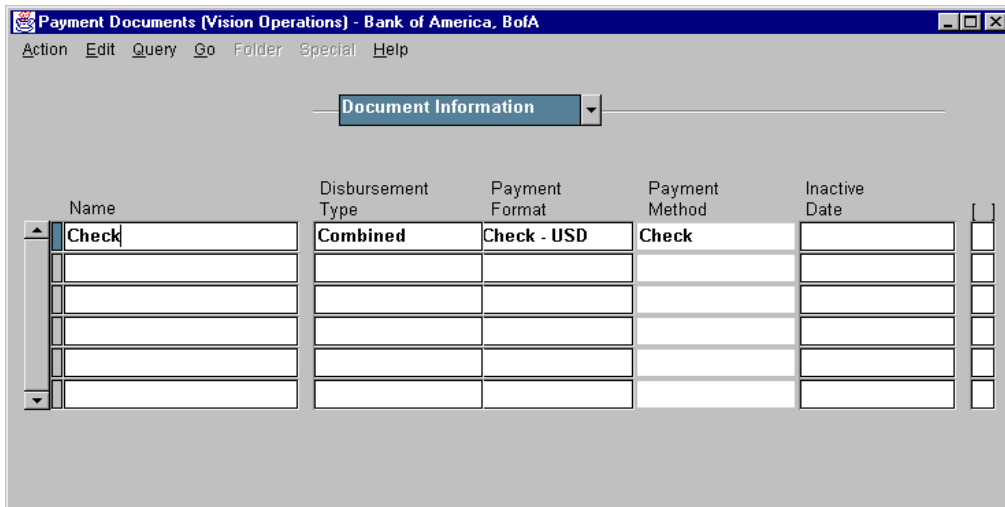 Payment Documents (Vision Operations) - Bank of America, BofA
Action Edit Query Go Folder Special Help
Document Information
Disbursement Payment Payment Inactive
Name Type Format Method Date [ ]
Check Combined Check - USD Check